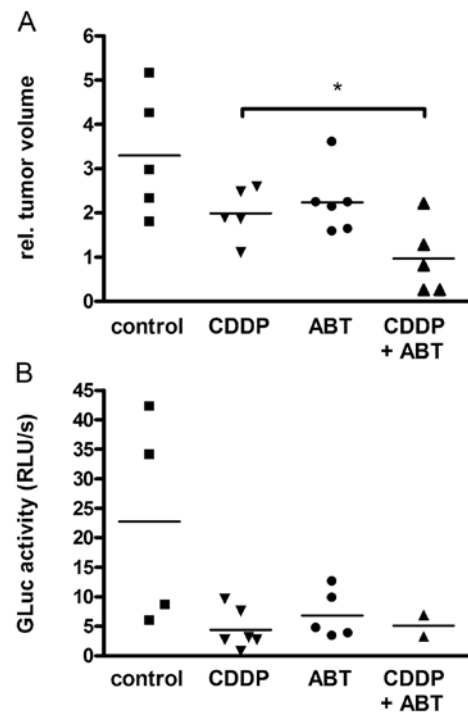 A
rel. tumor volume
6
5
4
3
2
1
0
*
control CDDP ABT CDDP
+ ABT
B
GLuc activity (RLU/s)
45
40
35
30
25
20
15
10
5
0
control CDDP ABT CDDP
+ ABT